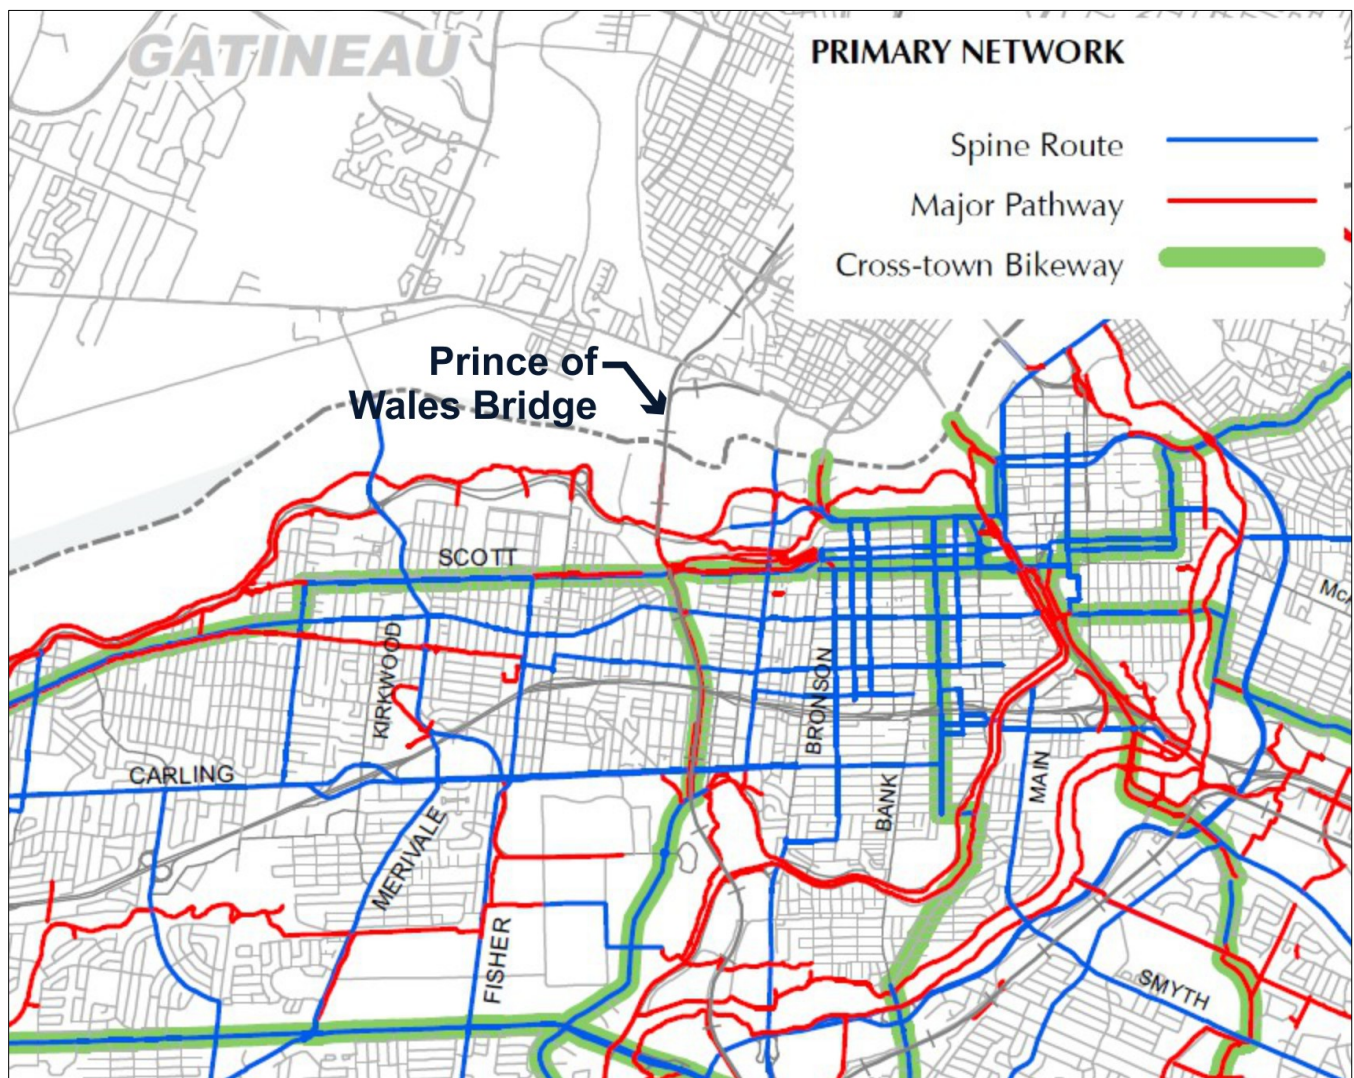 GATINEAU
PRIMARY NETWORK
Spine Route
Major Pathway
Cross-town Bikeway
Prince of
Wales Bridge
SCOTT
KIRKWOOD
BRONSON
CARLING
MERIVALE
BANK
MAIN
FISHER
SMYTH